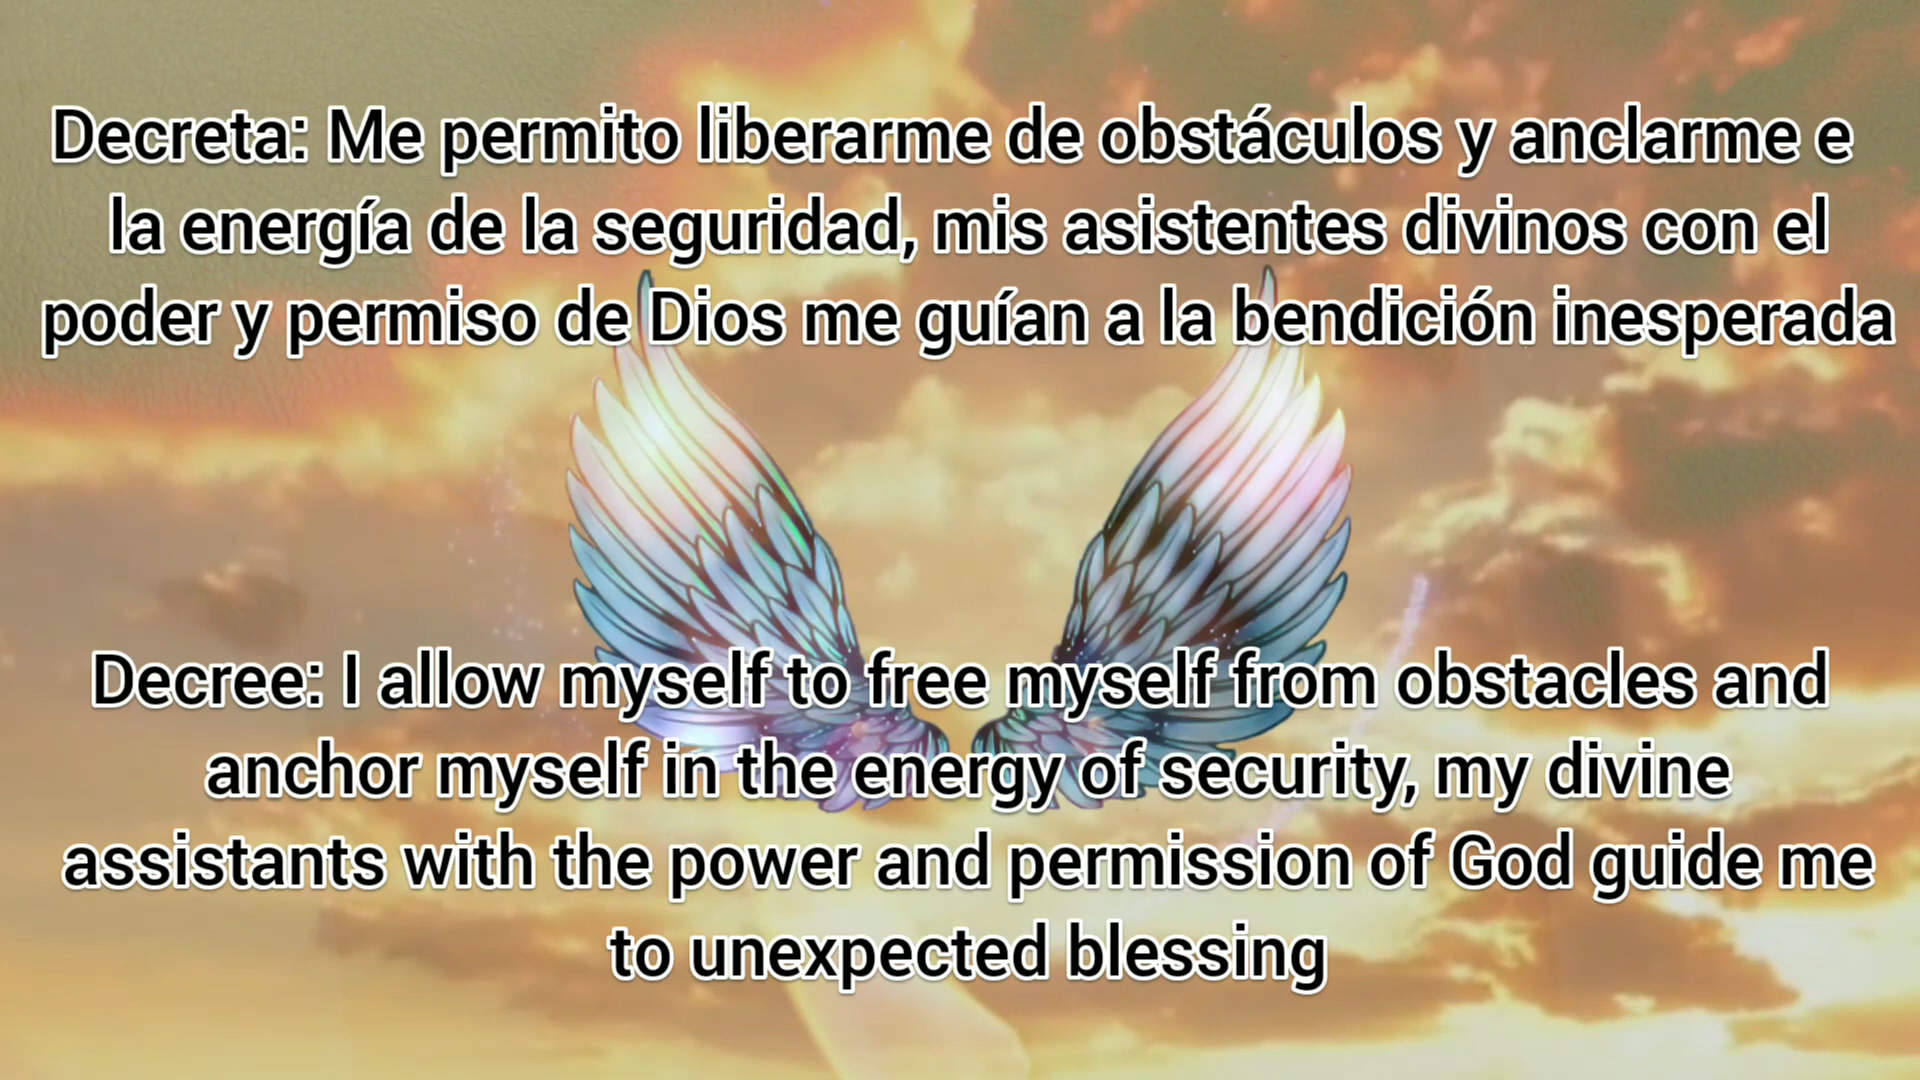 Decreta: Me permito liberarme de obstáculos y anclarme e
la energía de la seguridad, mis asistentes divinos con el
poder y permiso de Dios me guían a la bendición inesperada
Decree: I allow myself to free myself from obstacles and
anchor myself in the energy of security, my divine
assistants with the power and permission of God guide me
to unexpected blessing